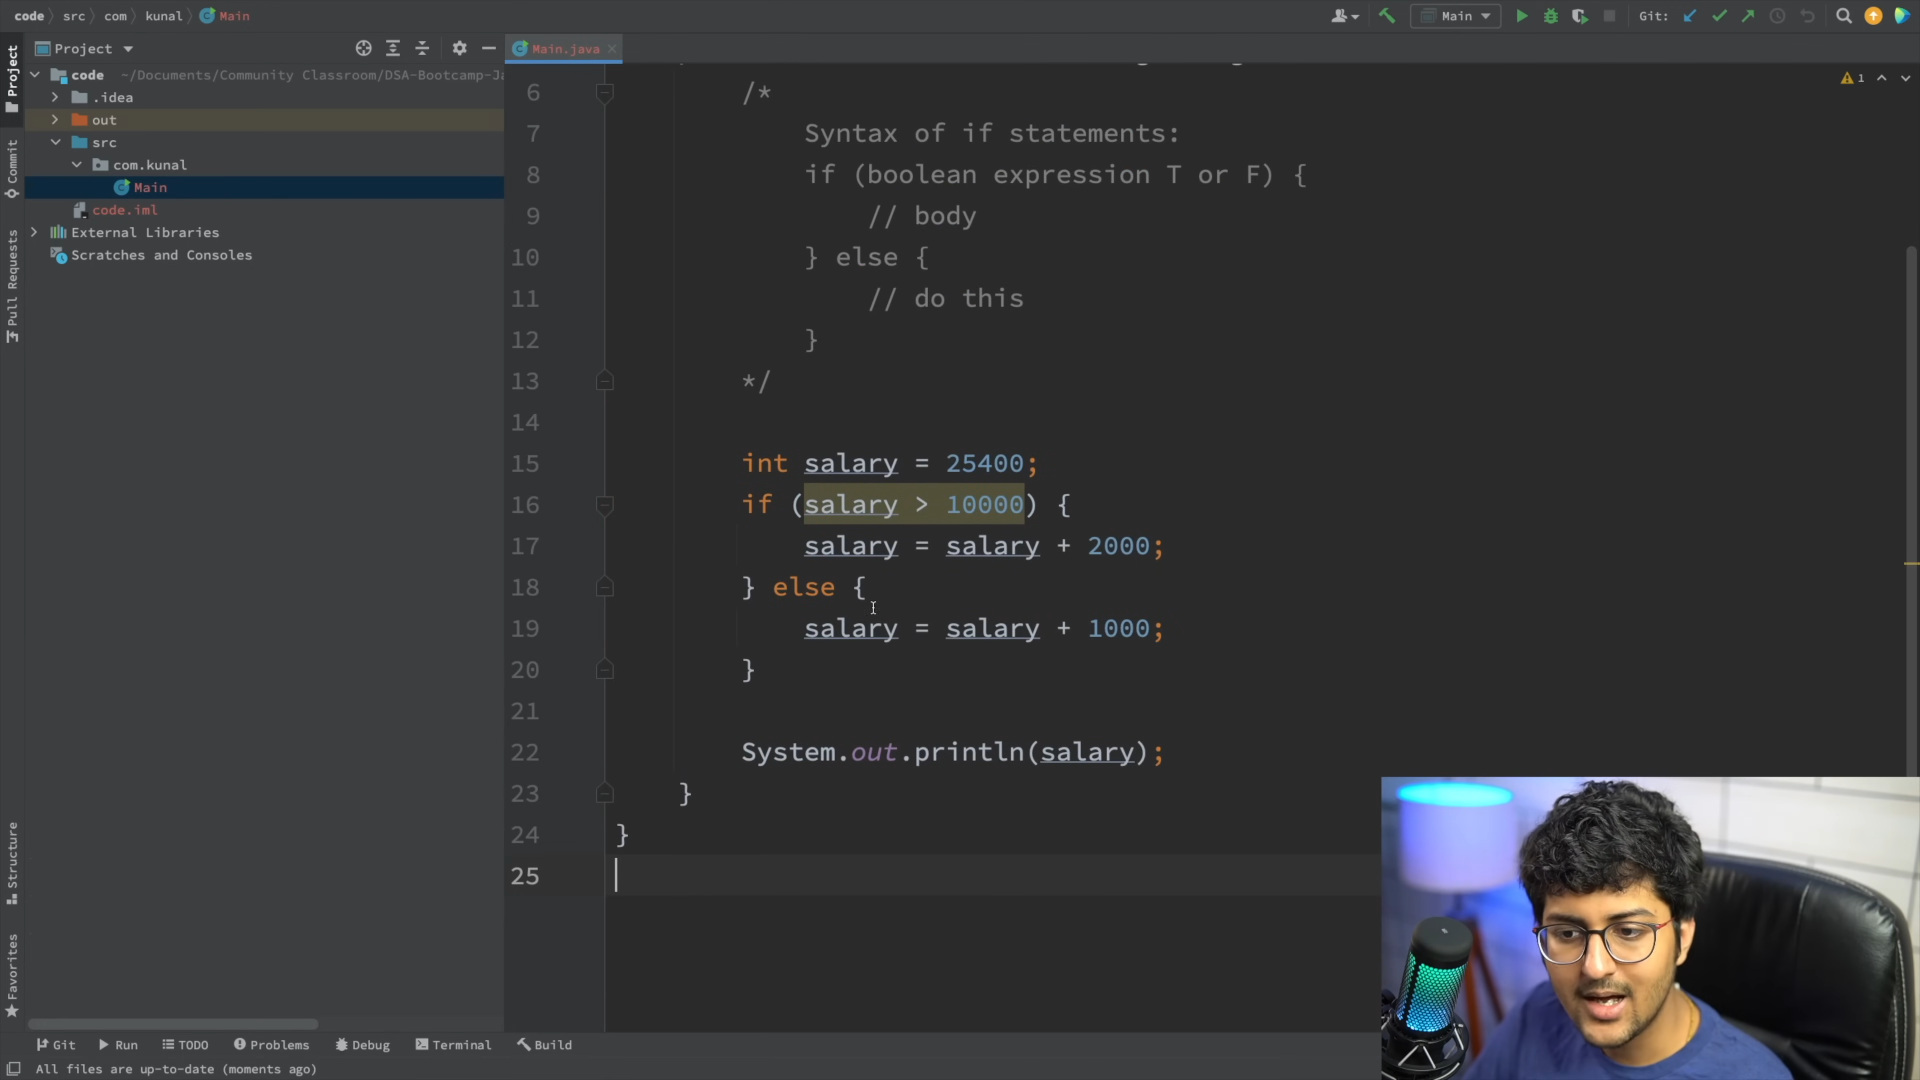 code src com kunal Main
Main
Git:
Project
Main.java
code ~/Documents/Community Classroom/DSA-Bootcamp-Ja
.idea
out
src
com.kunal
Main
code.iml
External Libraries
Scratches and Consoles
Project
Commit
Pull Requests
Structure
Favorites
1
6 /*
7 Syntax of if statements:
8 if (boolean expression T or F) {
9 // body
10 } else {
11 // do this
12 }
13 */
14
15 int salary = 25400;
16 if (salary > 10000) {
17 salary = salary + 2000;
18 } else {
19 salary = salary + 1000;
20 }
21
22 System.out.println(salary);
23 }
24 }
25
Git Run TODO Problems Debug Terminal Build
All files are up-to-date (moments ago)